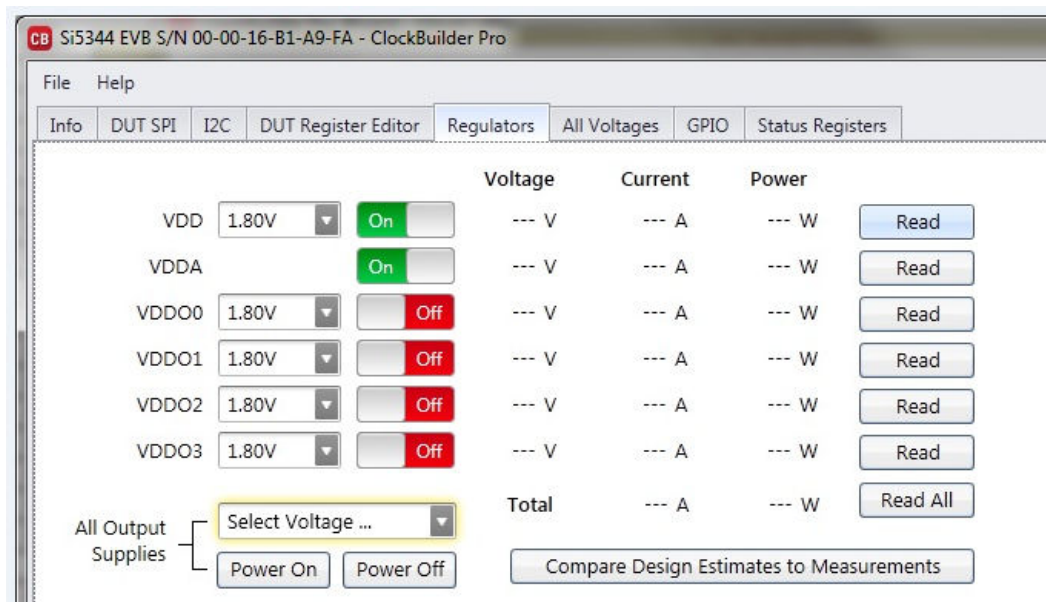 CB Si5344 EVB S/N 00-00-16-B1-A9-FA - ClockBuilder Pro
File Help
Info DUT SPI I2C DUT Register Editor Regulators All Voltages GPIO Status Registers
Voltage Current Power
VDD 1.80V On --- V --- A --- W Read
VDDA On --- V --- A --- W Read
VDDO0 1.80V Off --- V --- A --- W Read
VDDO1 1.80V Off --- V --- A --- W Read
VDDO2 1.80V Off --- V --- A --- W Read
VDDO3 1.80V Off --- V --- A --- W Read
Total --- A --- W Read All
All Output
Supplies
Select Voltage ...
Power On Power Off
Compare Design Estimates to Measurements